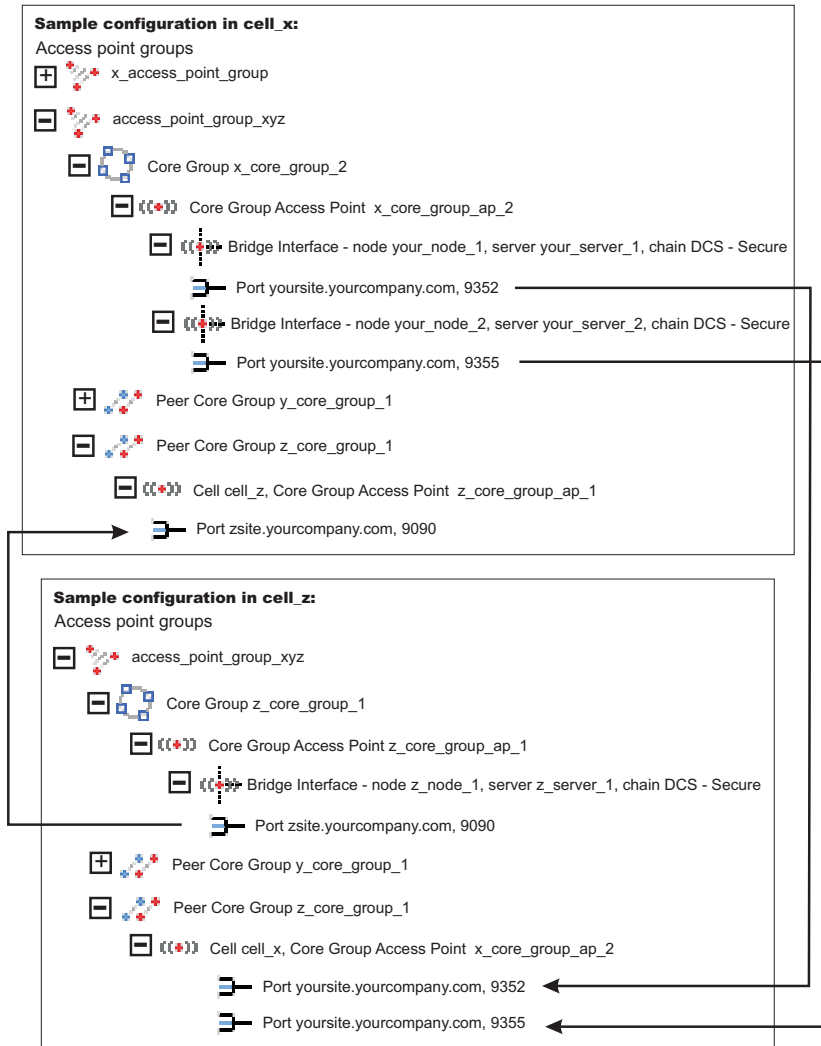 Sample configuration in cell_x:
Access point groups
x_access_point_group
access_point_group_xyz
Core Group x_core_group_2
Core Group Access Point x_core_group_ap_2
Bridge Interface - node your_node_1, server your_server_1, chain DCS - Secure
Port yoursite.yourcompany.com, 9352
Bridge Interface - node your_node_2, server your_server_2, chain DCS - Secure
Port yoursite.yourcompany.com, 9355
Peer Core Group y_core_group_1
Peer Core Group z_core_group_1
Cell cell_z, Core Group Access Point z_core_group_ap_1
Port zsite.yourcompany.com, 9090
Sample configuration in cell_z:
Access point groups
access_point_group_xyz
Core Group z_core_group_1
Core Group Access Point z_core_group_ap_1
Bridge Interface - node z_node_1, server z_server_1, chain DCS - Secure
Port zsite.yourcompany.com, 9090
Peer Core Group y_core_group_1
Peer Core Group z_core_group_1
Cell cell_x, Core Group Access Point x_core_group_ap_2
Port yoursite.yourcompany.com, 9352
Port yoursite.yourcompany.com, 9355